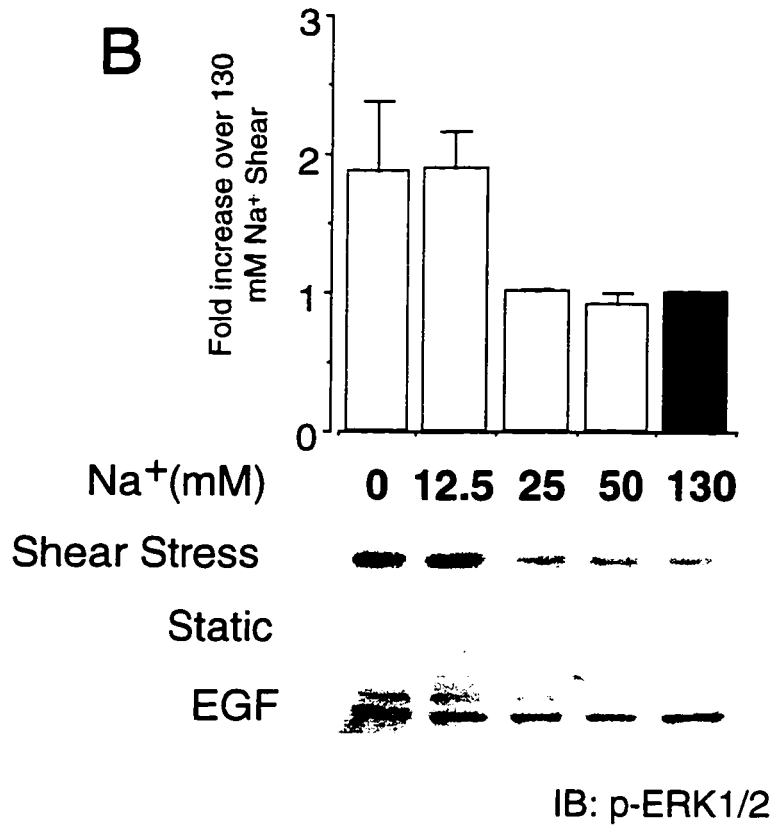 B
Fold increase over 130
mM Na⁺ Shear
3
2
1
0
Na⁺(mM) 0 12.5 25 50 130
Shear Stress
Static
EGF
IB: p-ERK1/2